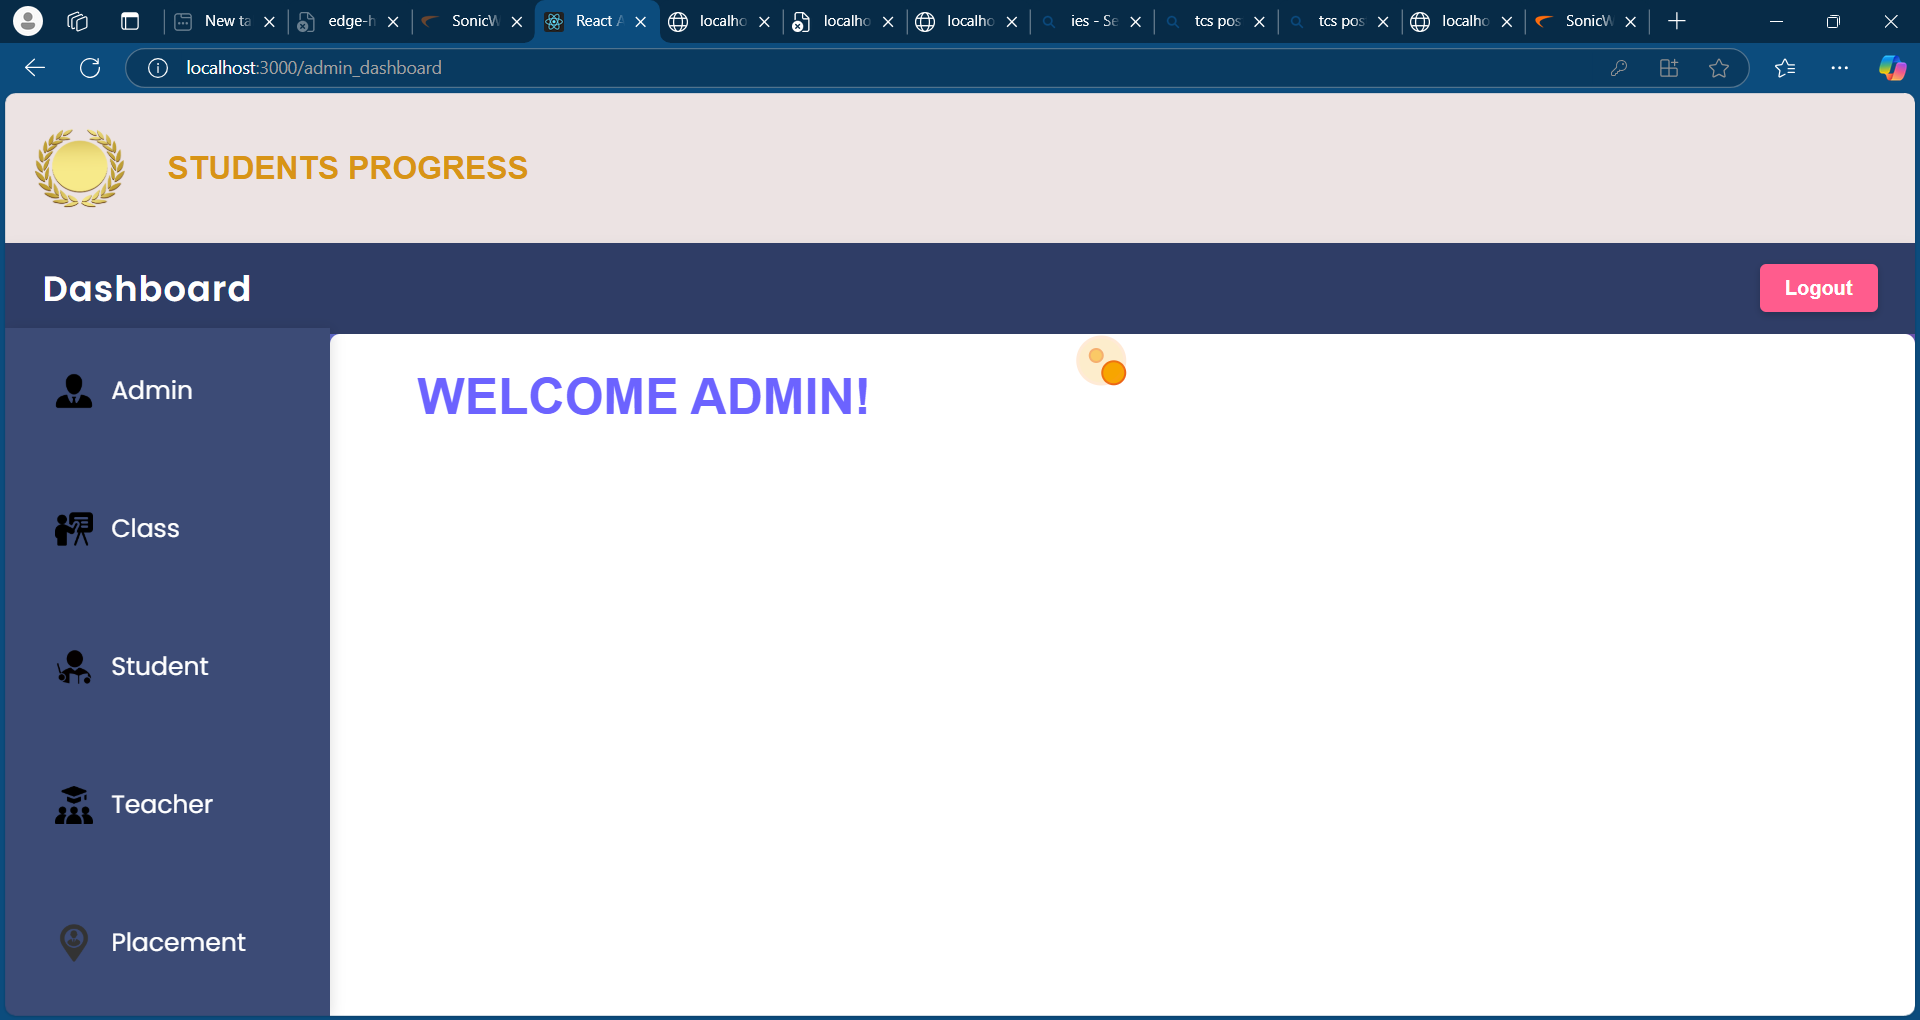 New ta
edge-h
SonicW
React A
localho
localho
localho
ies - Se
tcs pos
tcs pos
localho
SonicW
localhost:3000/admin_dashboard
STUDENTS PROGRESS
Dashboard
Logout
Admin
WELCOME ADMIN!
Class
Student
Teacher
Placement